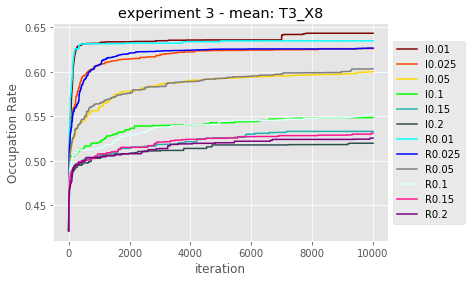 experiment 3 - mean: T3_X8
Occupation Rate
0.65
0.60
0.55
0.50
0.45
0
2000
4000
6000
8000
10000
iteration
I0.01
I0.025
I0.05
I0.1
I0.15
I0.2
R0.01
R0.025
R0.05
R0.1
R0.15
R0.2